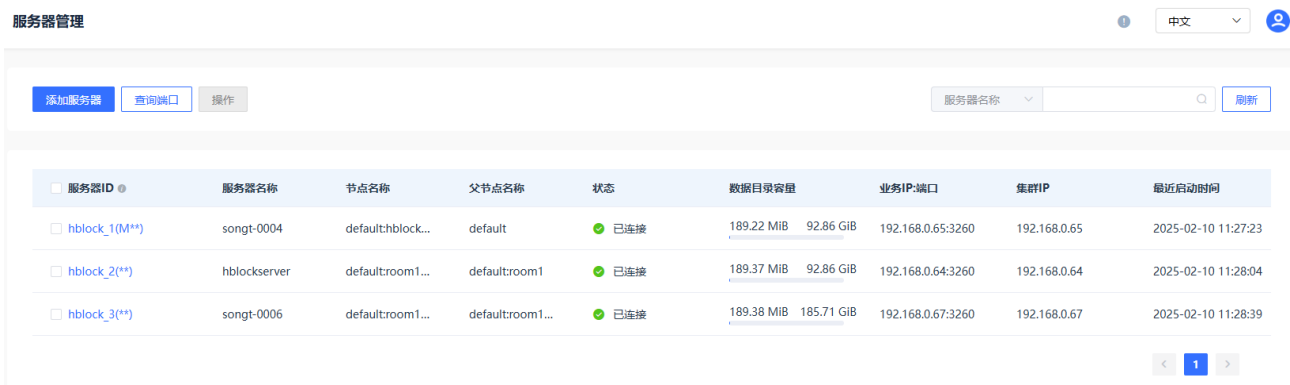 服务器管理
中文
添加服务器 查询端口 操作 服务器名称 刷新
服务器ID 服务器名称 节点名称 父节点名称 状态 数据目录容量 业务IP:端口 集群IP 最近启动时间
hblock_1(M**) songt-0004 default:hblock... default 已连接 189.22 MiB 92.86 GiB 192.168.0.65:3260 192.168.0.65 2025-02-10 11:27:23
hblock_2(**) hblockserver default:room1... default:room1 已连接 189.37 MiB 92.86 GiB 192.168.0.64:3260 192.168.0.64 2025-02-10 11:28:04
hblock_3(**) songt-0006 default:room1... default:room1... 已连接 189.38 MiB 185.71 GiB 192.168.0.67:3260 192.168.0.67 2025-02-10 11:28:39
1